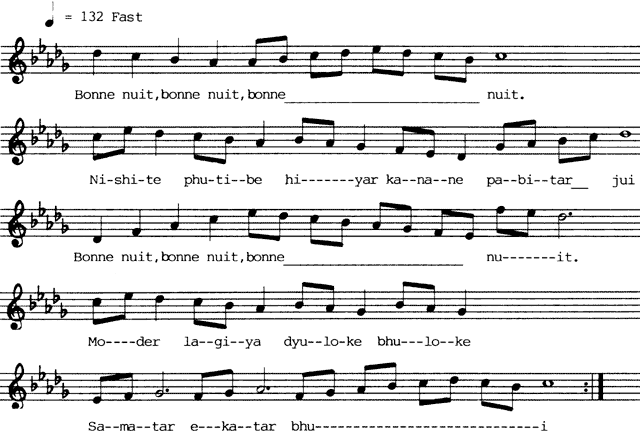 = 132 Fast
Bonne nuit,bonne nuit,bonne_________________________ nuit.
Ni-shi-te phu-ti--be hi-------yar ka--na--ne pa--bi--tar__ jui
Bonne nuit,bonne nuit,bonne_______________________ nu-------it.
Mo----der la--gi--ya dyu--lo-ke bhu---lo--ke
Sa--ma--tar e---ka--tar bhu-----------------------------i